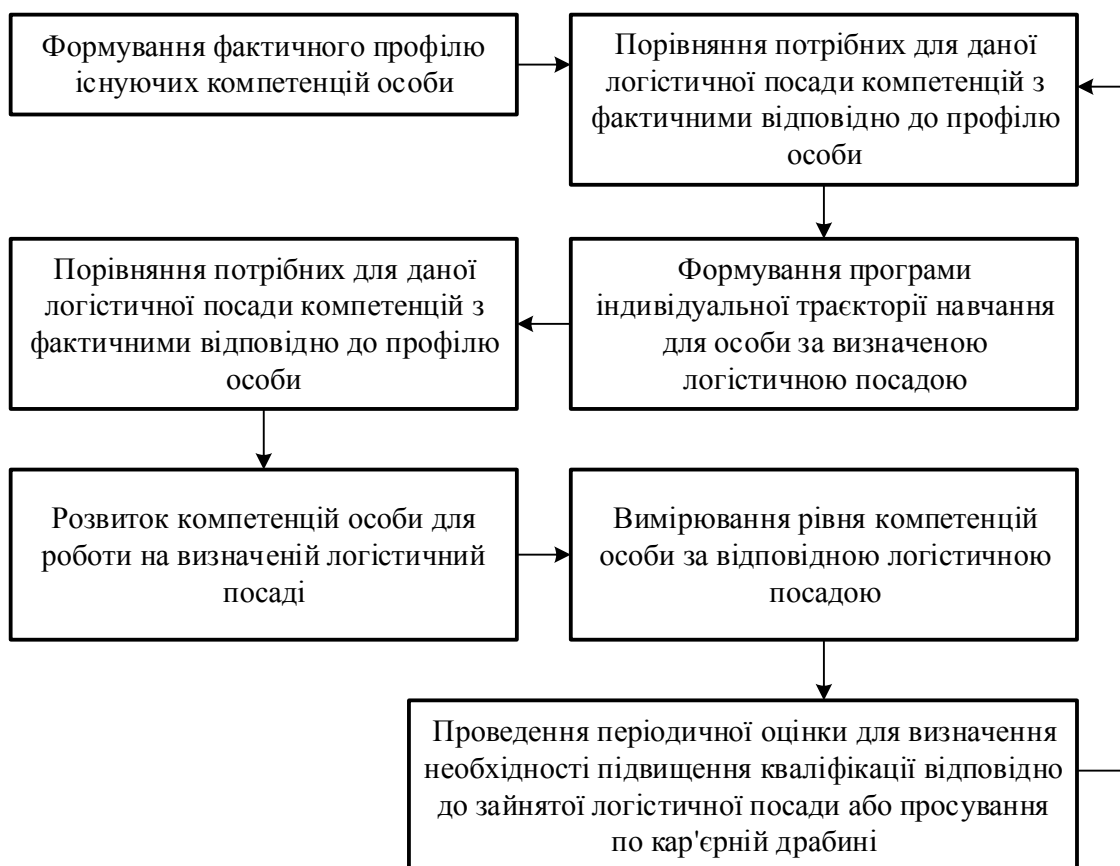 Формування фактичного профілю
існуючих компетенцій особи
Порівняння потрібних для даної
логістичної посади компетенцій з
фактичними відповідно до профілю
особи
Порівняння потрібних для даної
логістичної посади компетенцій з
фактичними відповідно до профілю
особи
Формування програми
індивідуальної траєкторії навчання
для особи за визначеною
логістичною посадою
Розвиток компетенцій особи для
роботи на визначеній логістичний
посаді
Вимірювання рівня компетенцій
особи за відповідною логістичною
посадою
Проведення періодичної оцінки для визначення
необхідності підвищення кваліфікації відповідно
до зайнятої логістичної посади або просування
по кар'єрній драбині